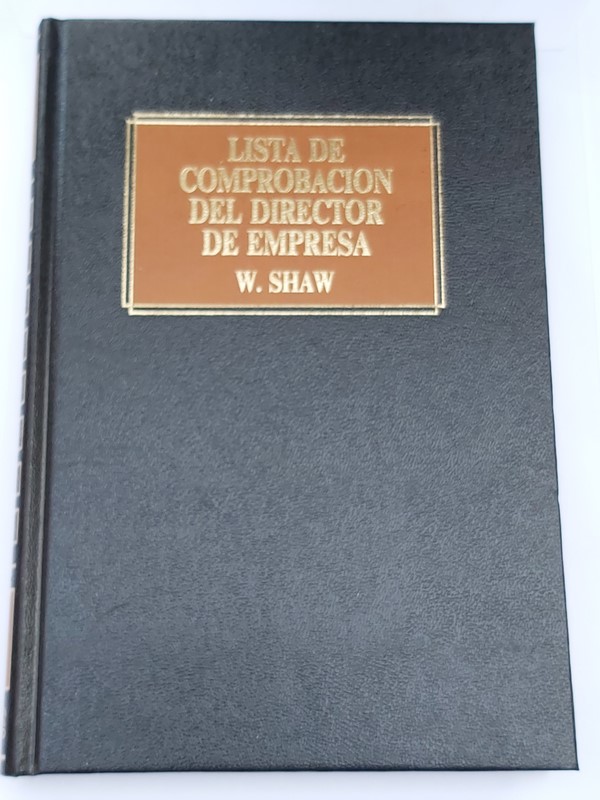 LISTA DE
COMPROBACION
DEL DIRECTOR
DE EMPRESA
W. SHAW